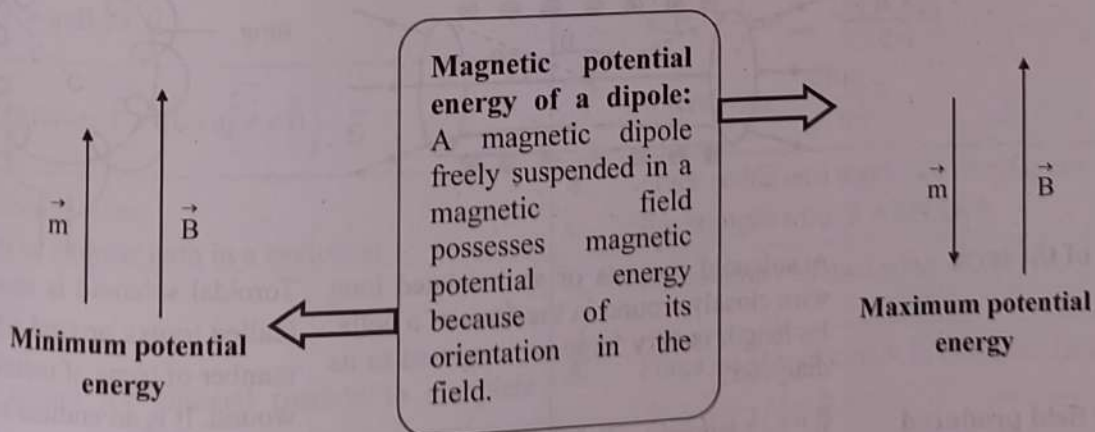 Magnetic potential
energy of a dipole:
A magnetic dipole
freely suspended in a
magnetic field
possesses magnetic
potential energy
because of its
orientation in the
field.
m
B
Minimum potential
energy
m
B
Maximum potential
energy